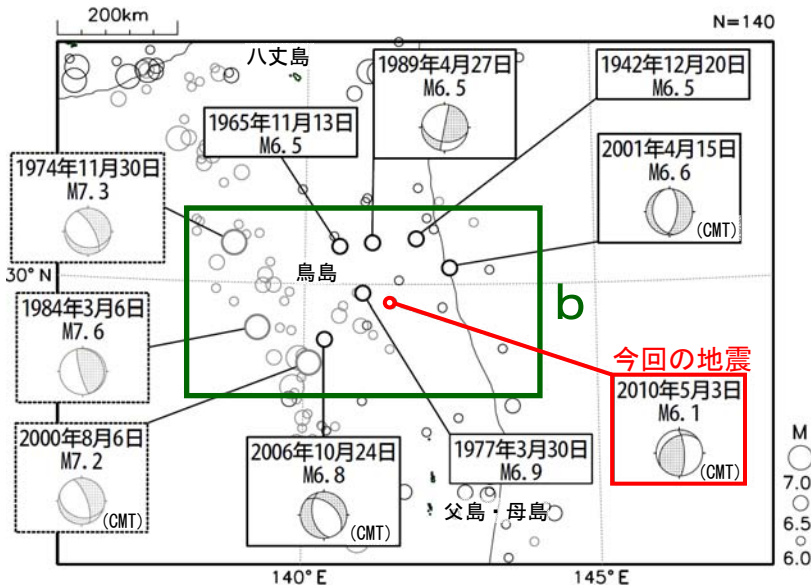 200km
N=140
八丈島
1989年4月27日
M6.5
1942年12月20日
M6.5
1965年11月13日
M6.5
2001年4月15日
M6.6
(CMT)
1974年11月30日
M7.3
30°N
鳥島
b
1984年3月6日
M7.6
今回の地震
2010年5月3日
M6.1
(CMT)
2000年8月6日
M7.2
(CMT)
2006年10月24日
M6.8
(CMT)
1977年3月30日
M6.9
父島・母島
M
7.0
6.5
6.0
140°E
145°E